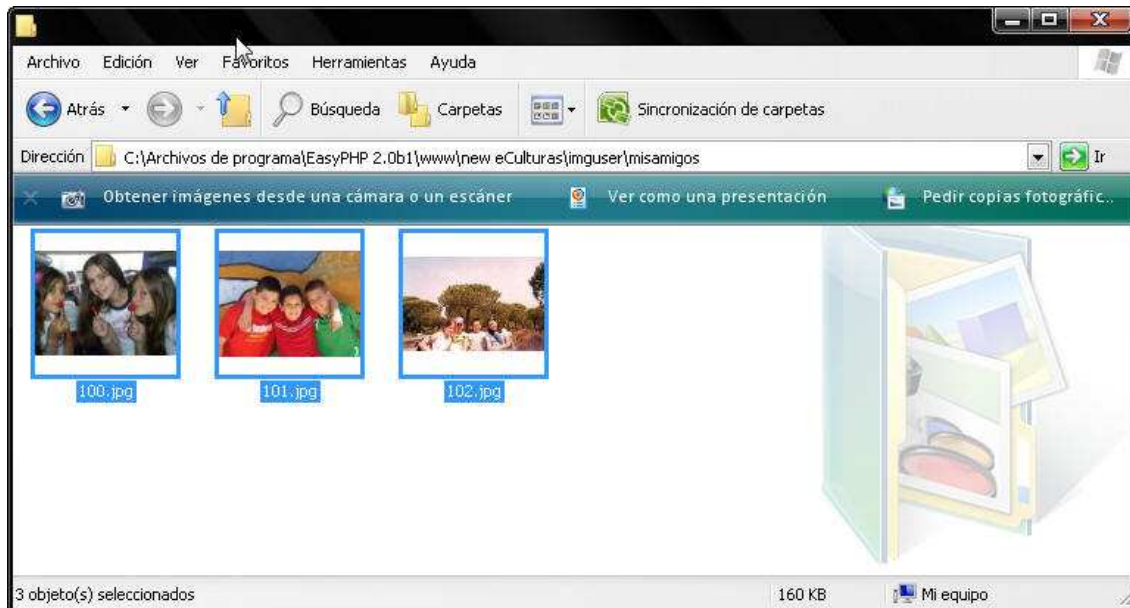 Archivo Edición Ver Favoritos Herramientas Ayuda
Atrás Búsqueda Carpetas Sincronización de carpetas
Dirección C:\Archivos de programa\EasyPHP 2.0b1\www\new eCulturas\imguser\misamigos Ir
Obtener imágenes desde una cámara o un escáner Ver como una presentación Pedir copias fotográfic...
100.jpg 101.jpg 102.jpg
3 objeto(s) seleccionados 160 KB Mi equipo